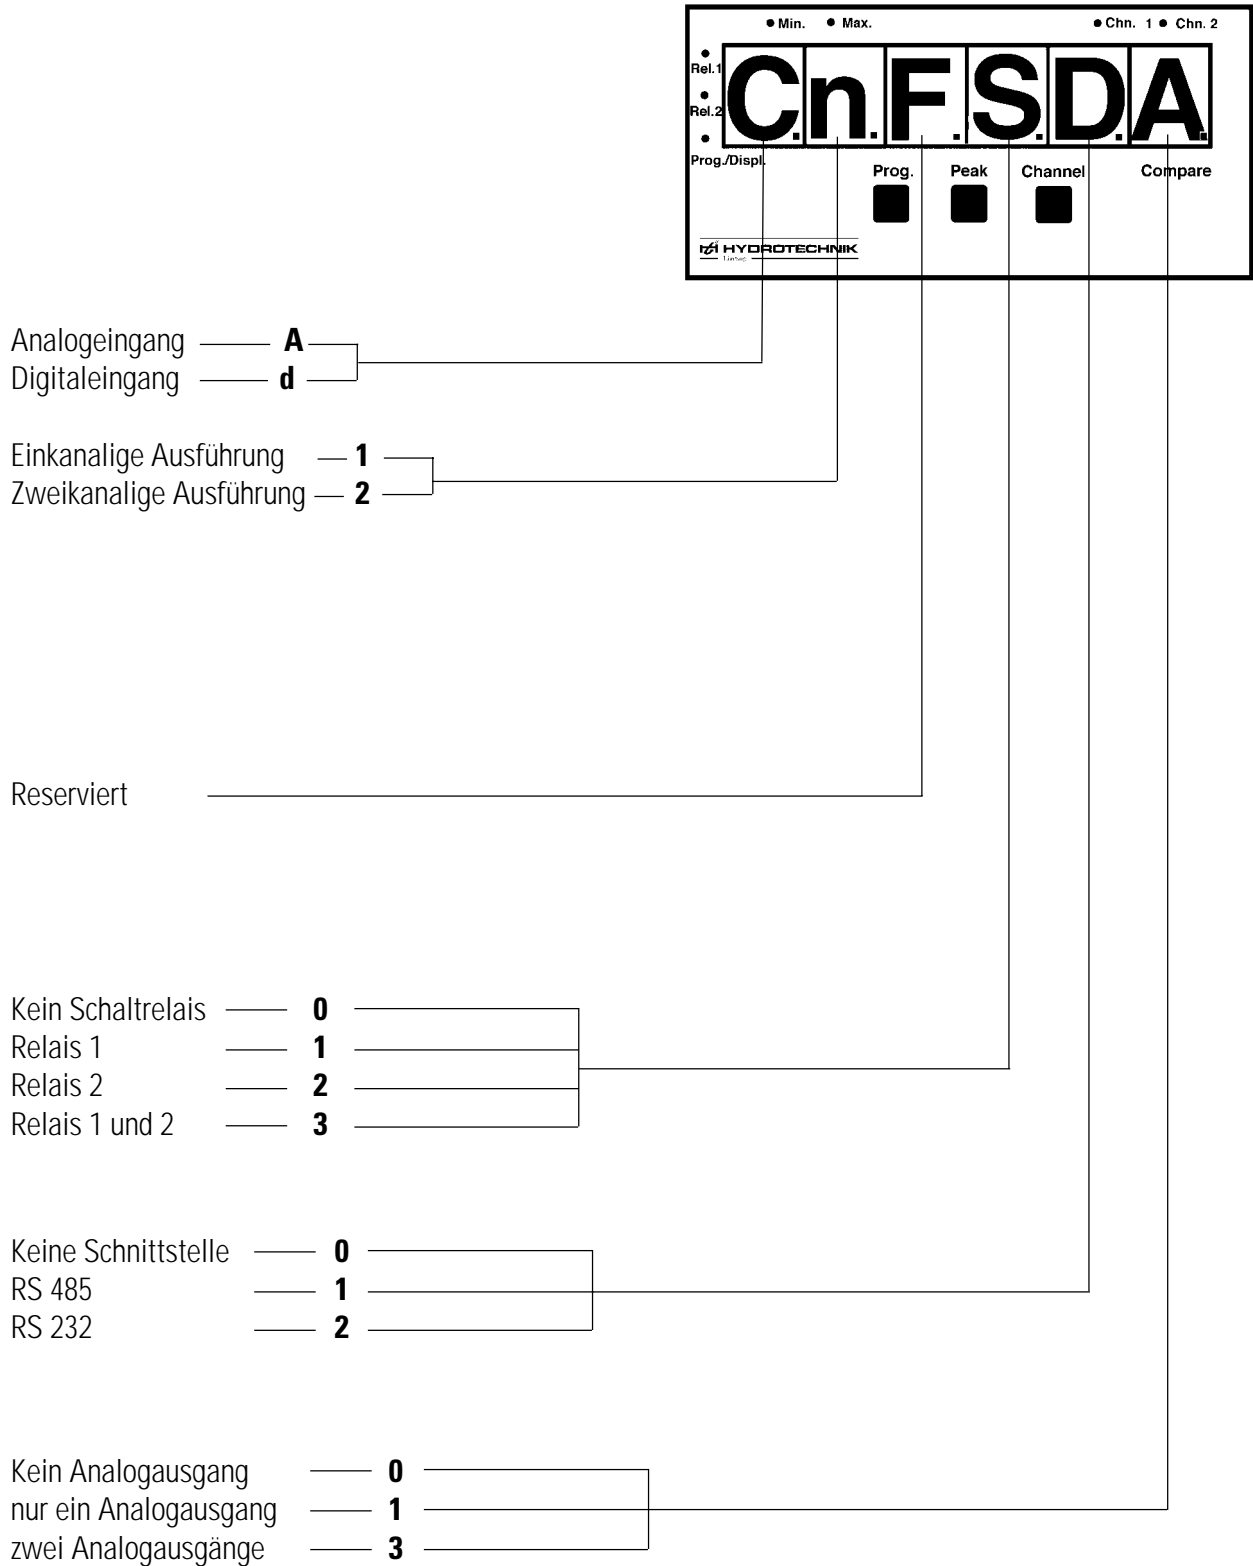 Min. Max. Chn. 1 Chn. 2
Rel.1
C.n.F.S.D.A.
Rel.2
Prog./Displ.
Prog. Peak Channel Compare
HYDROTECHNIK
Analogeingang A
Digitaleingang d
Einkanalige Ausführung 1
Zweikanalige Ausführung 2
Reserviert
Kein Schaltrelais 0
Relais 1 1
Relais 2 2
Relais 1 und 2 3
Keine Schnittstelle 0
RS 485 1
RS 232 2
Kein Analogausgang 0
nur ein Analogausgang 1
zwei Analogausgänge 3